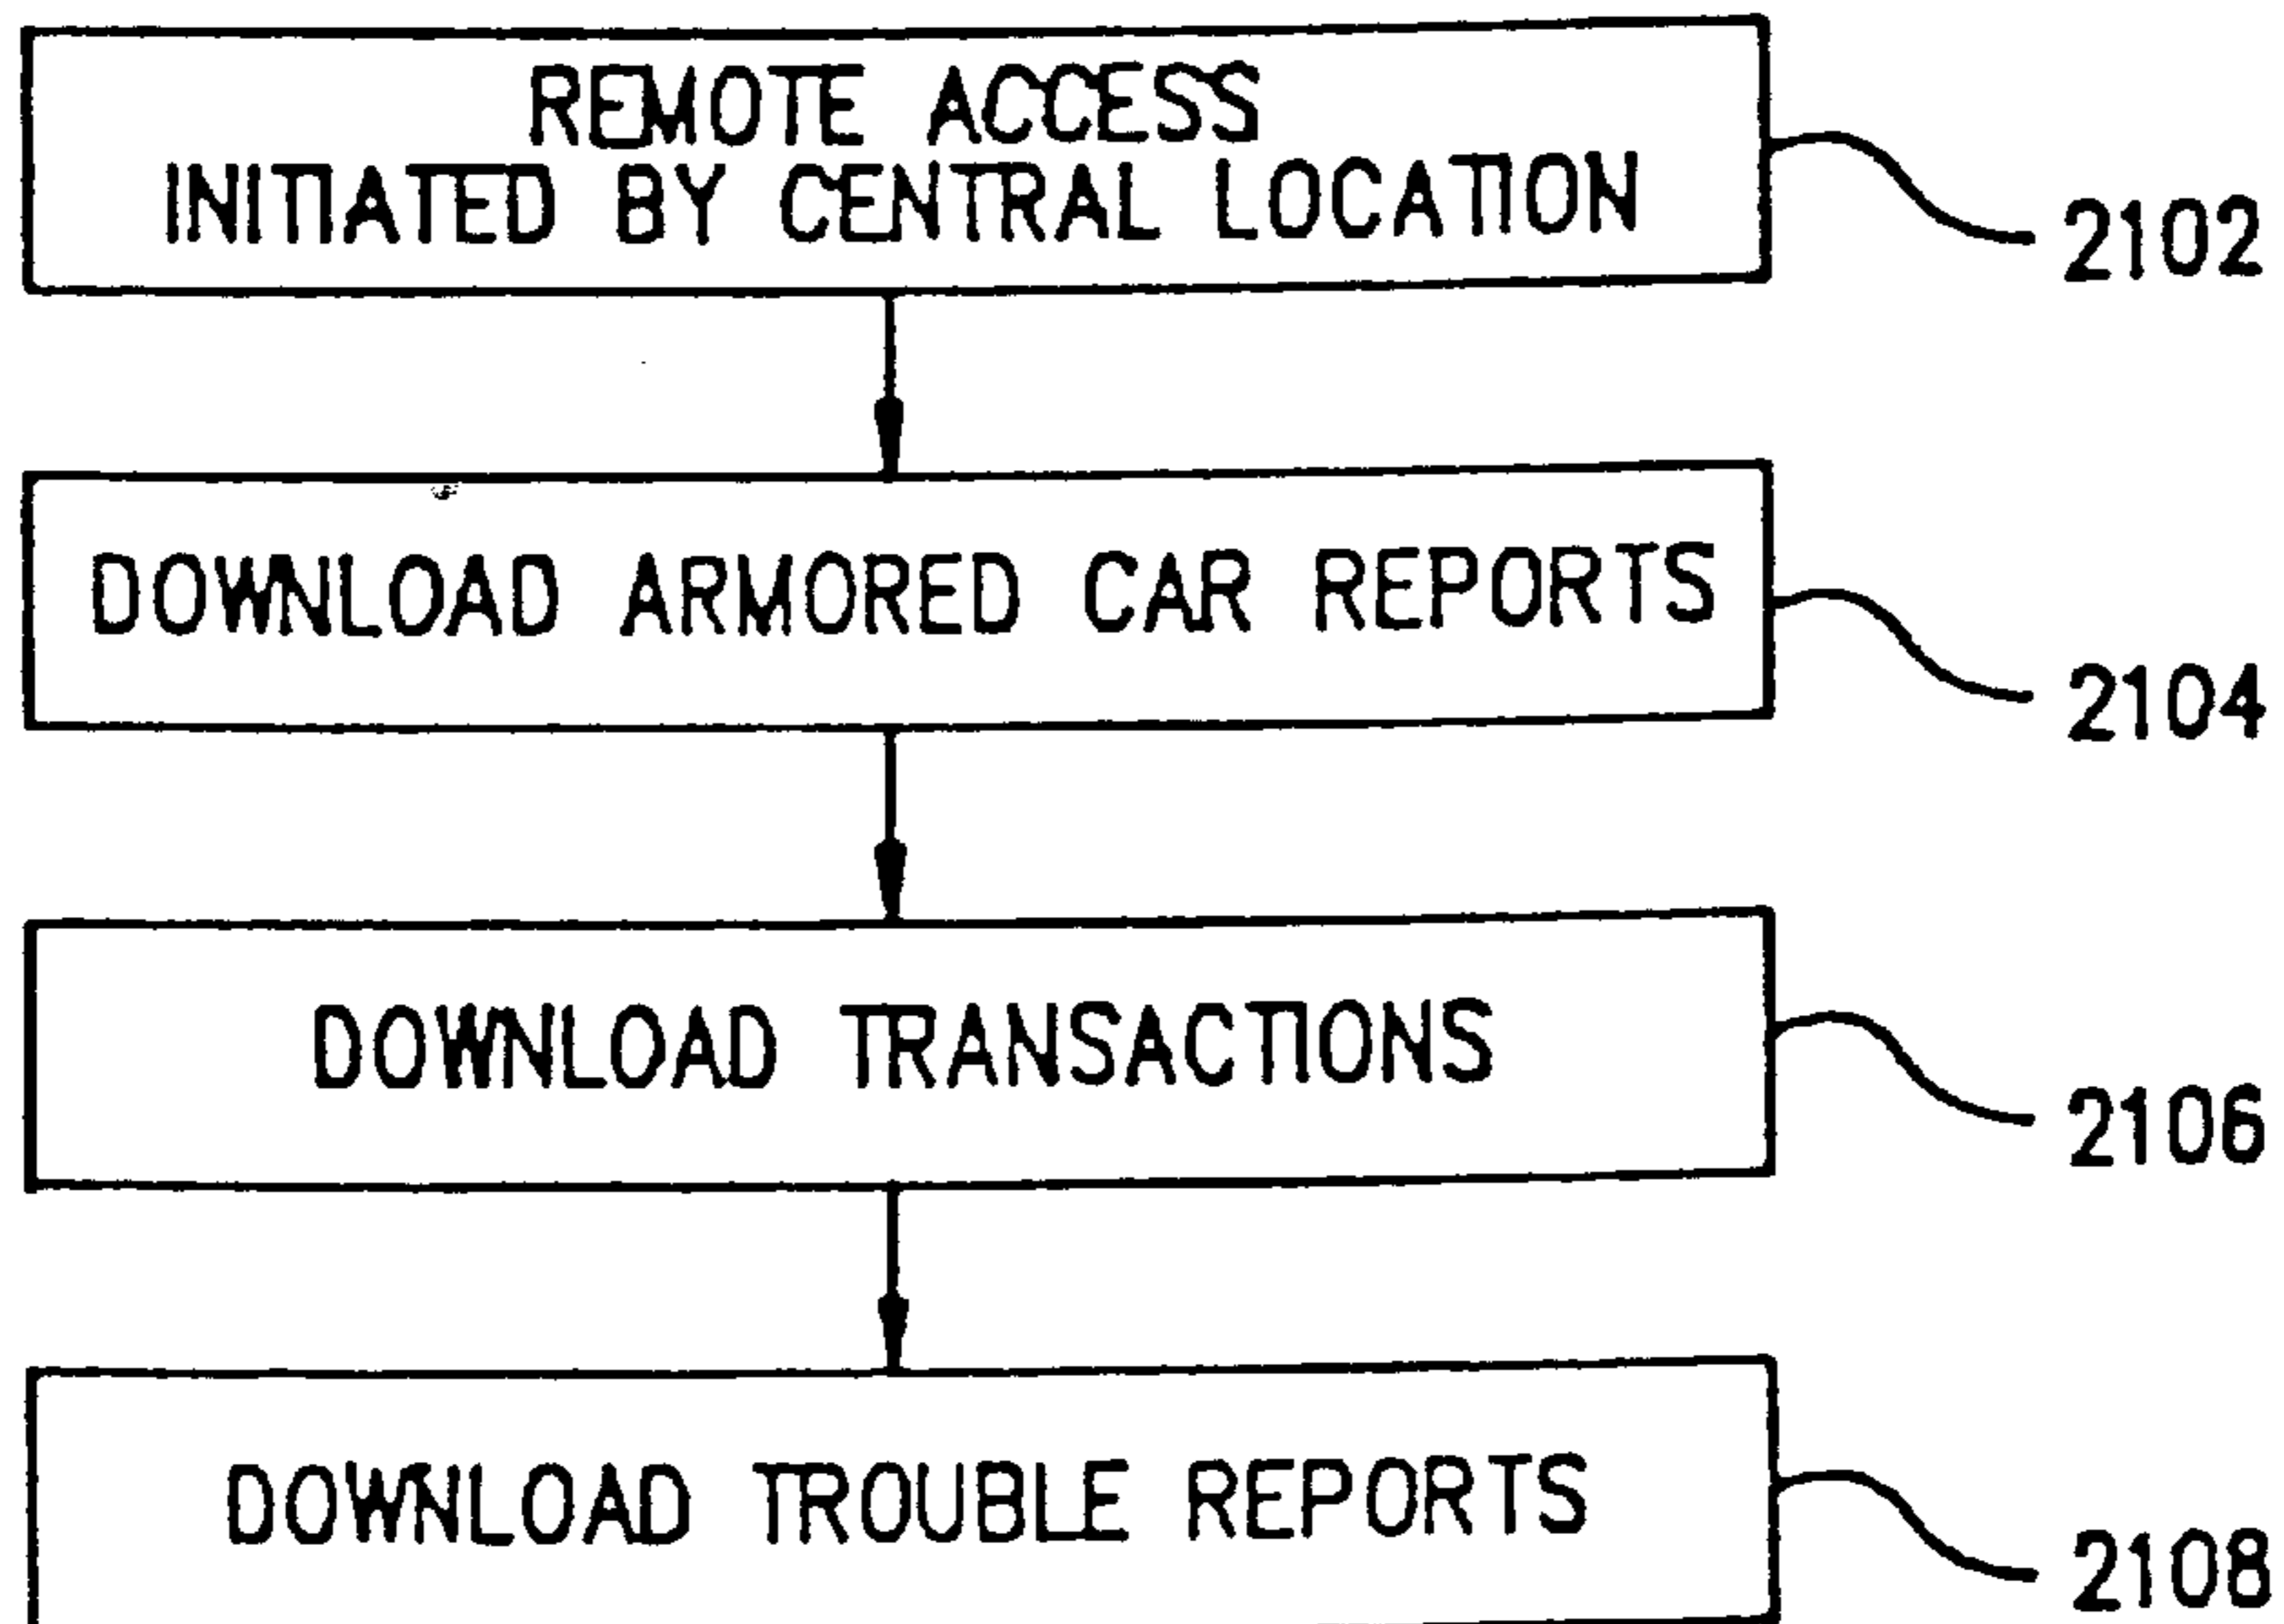 REMOTE ACCESS
INITIATED BY CENTRAL LOCATION
2102
DOWNLOAD ARMORED CAR REPORTS
2104
DOWNLOAD TRANSACTIONS
2106
DOWNLOAD TROUBLE REPORTS
2108